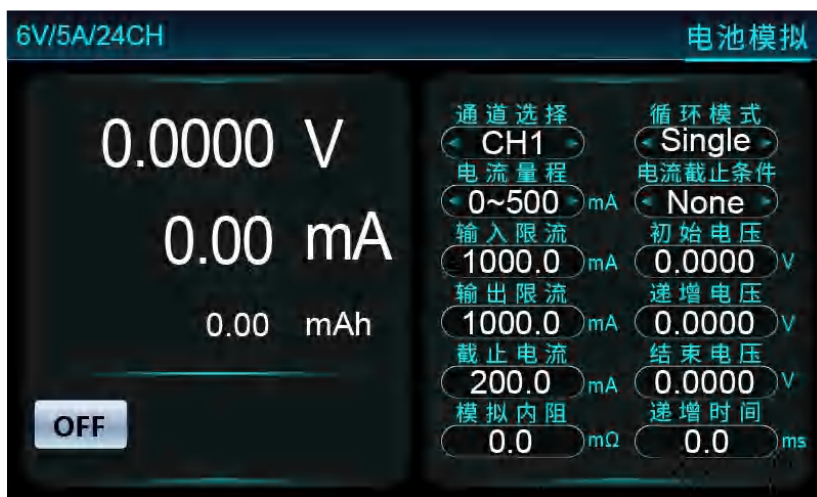 6V/5A/24CH
电池模拟
0.0000 V
0.00 mA
0.00 mAh
OFF
通道选择
CH1
电流量程
0~500 mA
输入限流
1000.0 mA
输出限流
1000.0 mA
截止电流
200.0 mA
模拟内阻
0.0 mΩ
循环模式
Single
电流截止条件
None
初始电压
0.0000 V
递增电压
0.0000 V
结束电压
0.0000 V
递增时间
0.0 ms